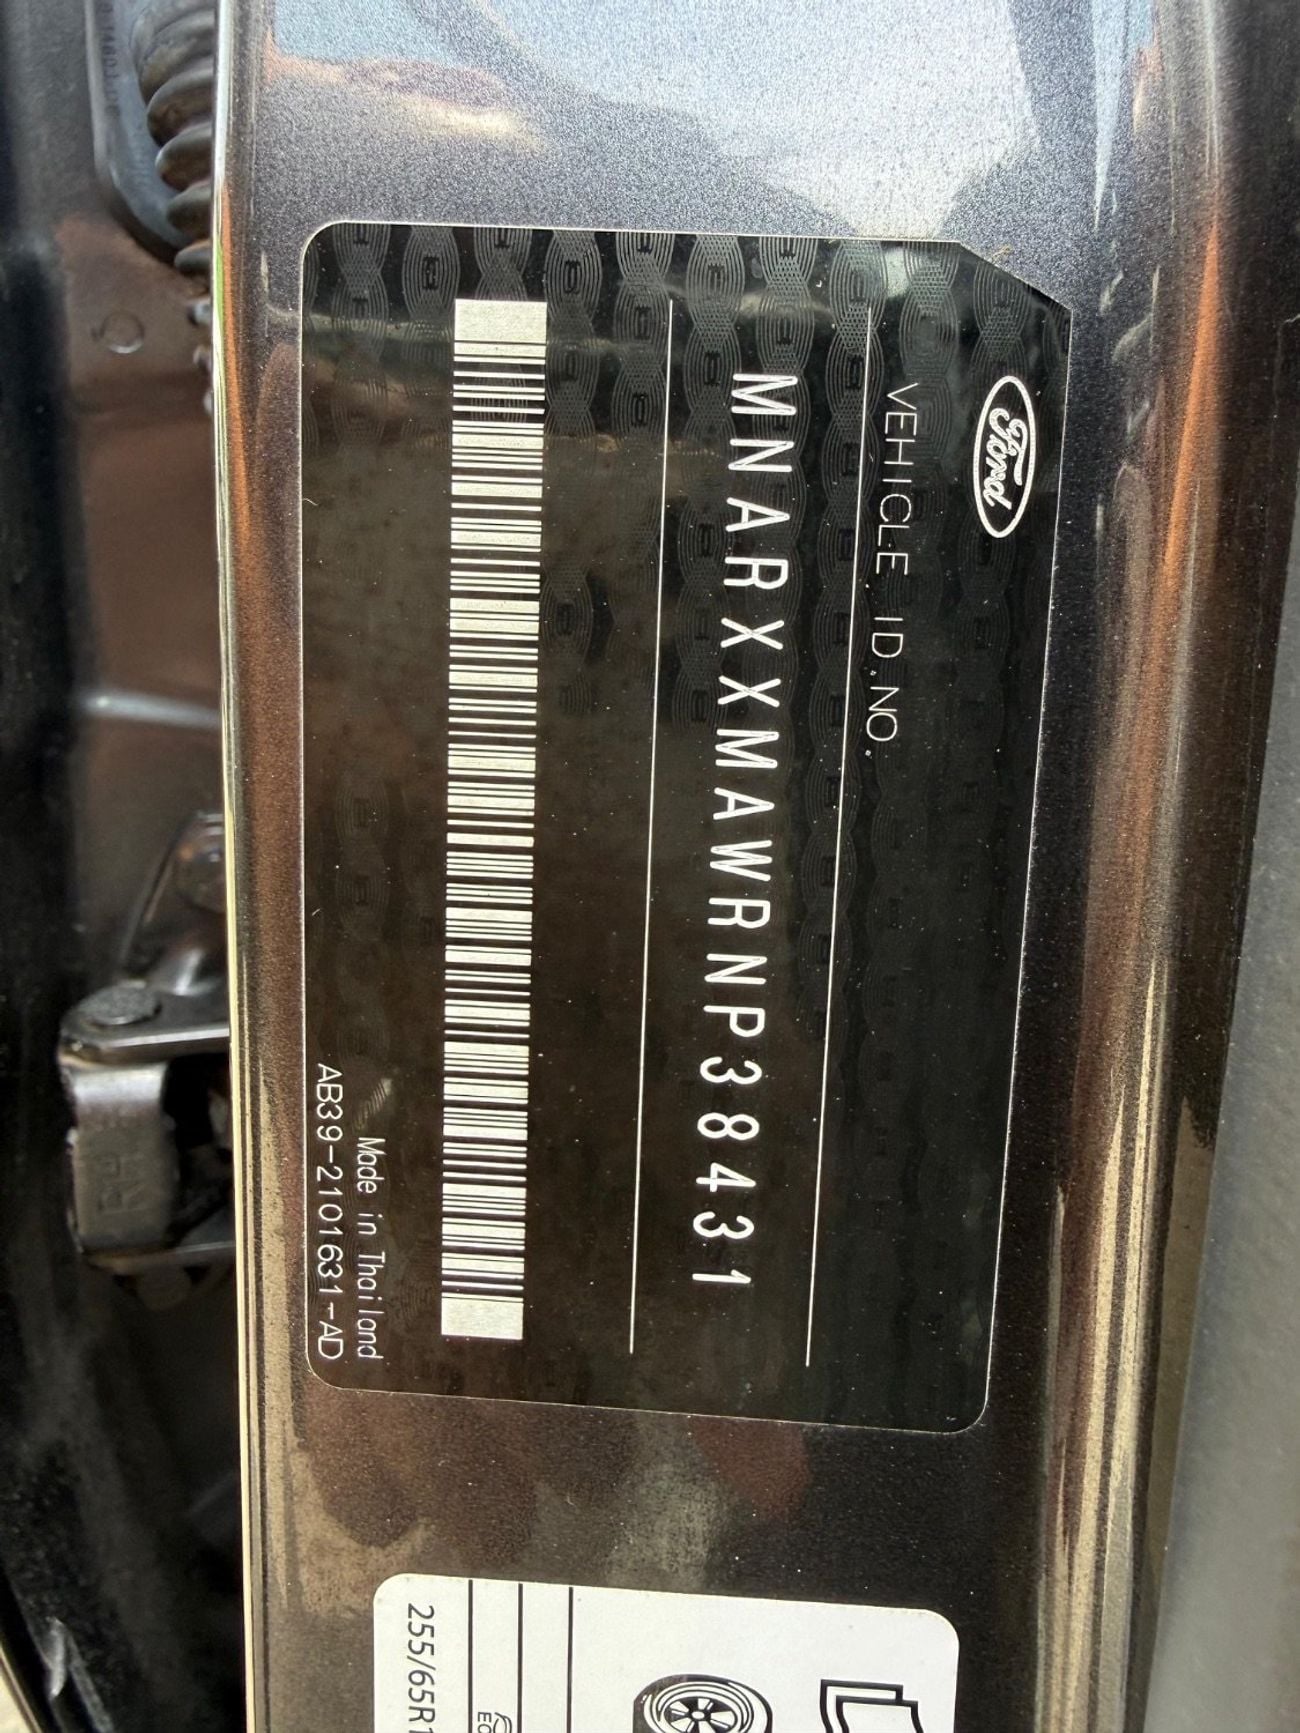 Ford
VEHICLE ID.NO.
MNARXXMAWRNP38431
Made in Thailand
AB39-2101631-AD
255/65R1